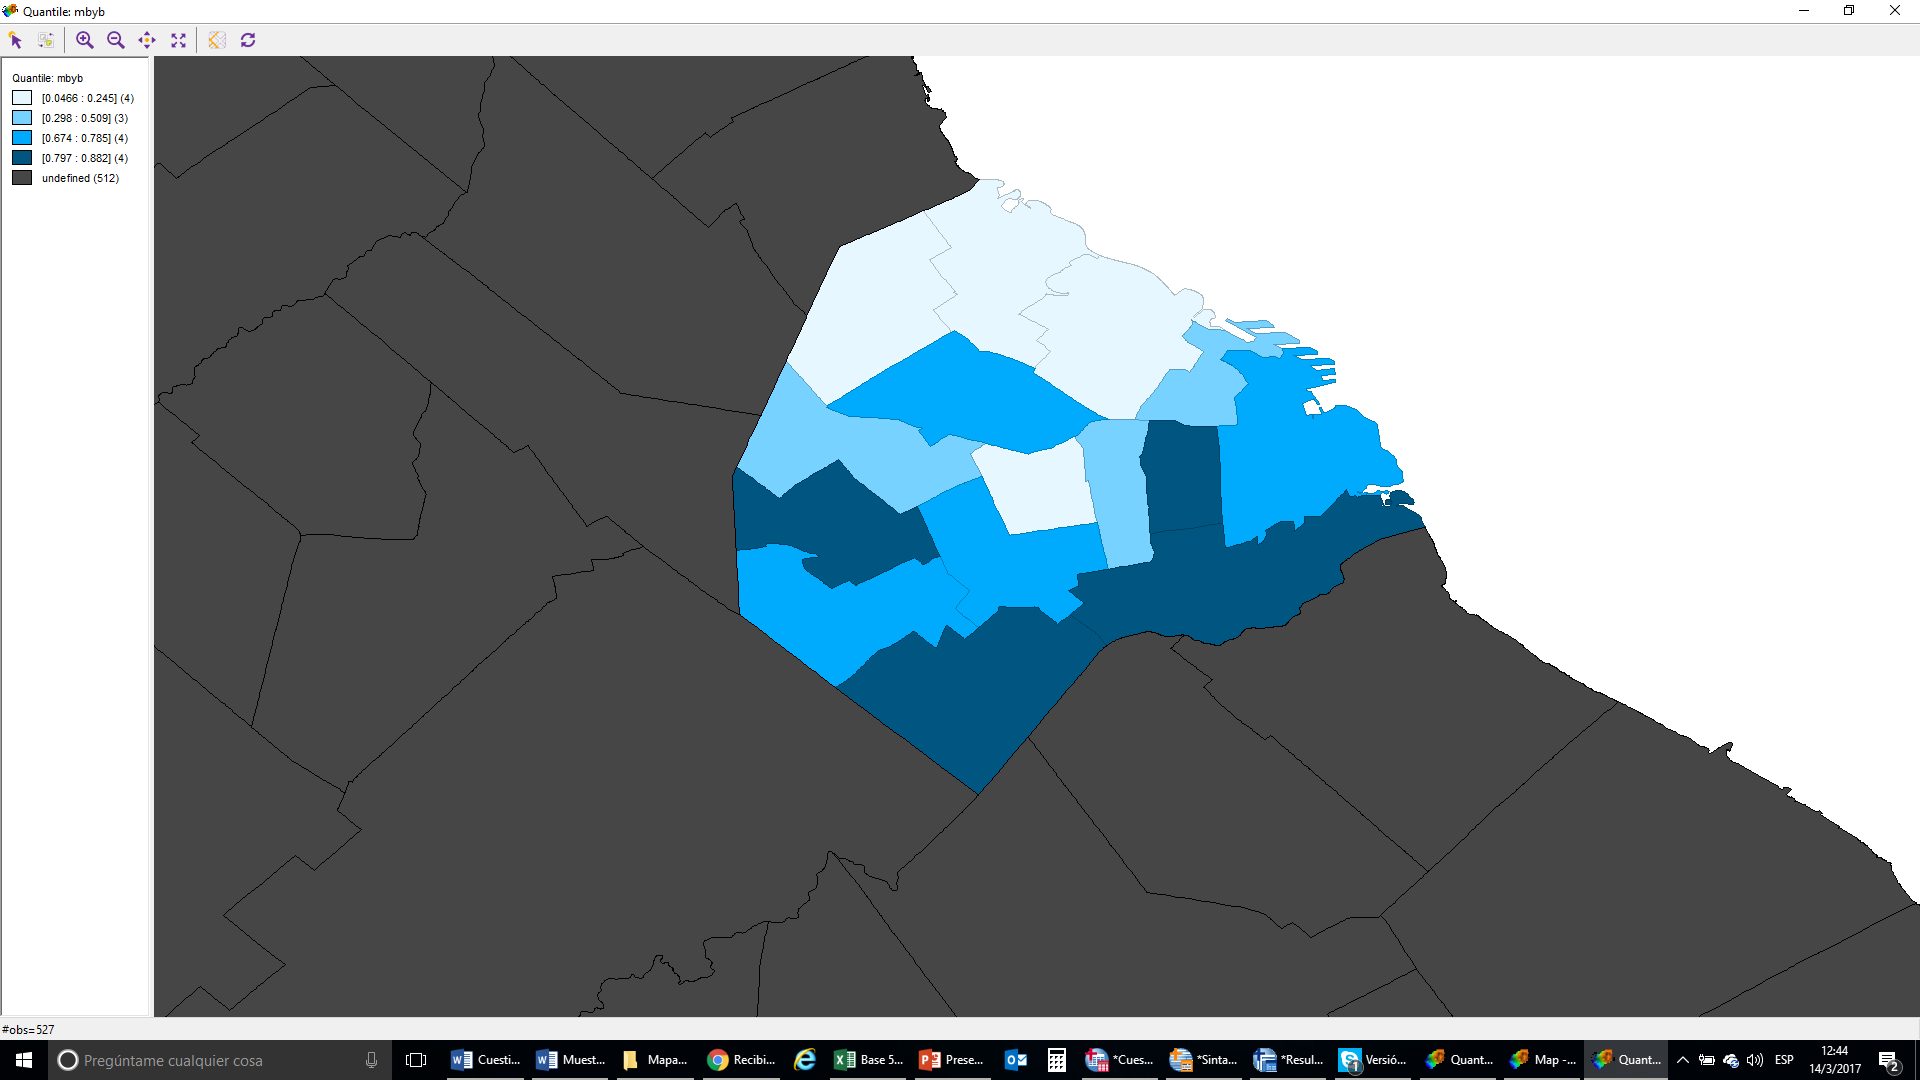 Quantile: mbyb
Quantile: mbyb
[0.0466 : 0.245] (4)
[0.298 : 0.509] (3)
[0.674 : 0.785] (4)
[0.797 : 0.882] (4)
undefined (512)
#obs=527
Pregúntame cualquier cosa
Cuesti...
Muest...
Mapa...
Recibi...
Base 5...
Prese...
*Cues...
*Sinta...
*Resul...
Versió...
Quant...
Map -...
Quant...
ESP
12:44
14/3/2017
2